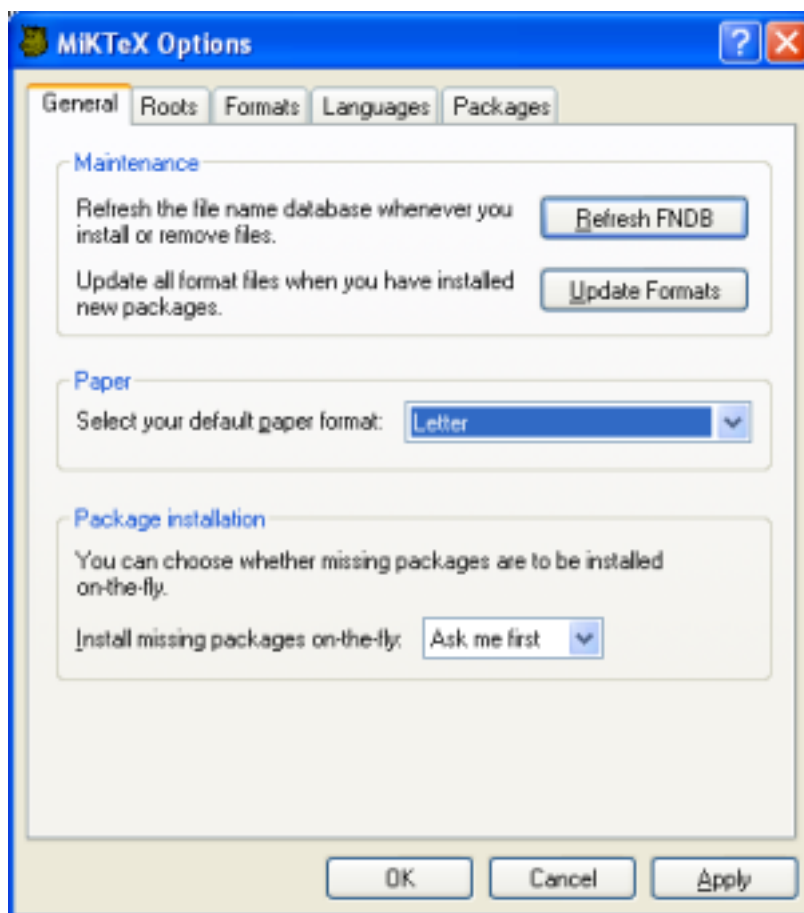 MiKTeX Options
General Roots Formats Languages Packages
Maintenance
Refresh the file name database whenever you
install or remove files.
Refresh FNDB
Update all format files when you have installed
new packages.
Update Formats
Paper
Select your default paper format: Letter
Package installation
You can choose whether missing packages are to be installed
on-the-fly.
Install missing packages on-the-fly: Ask me first
OK Cancel Apply